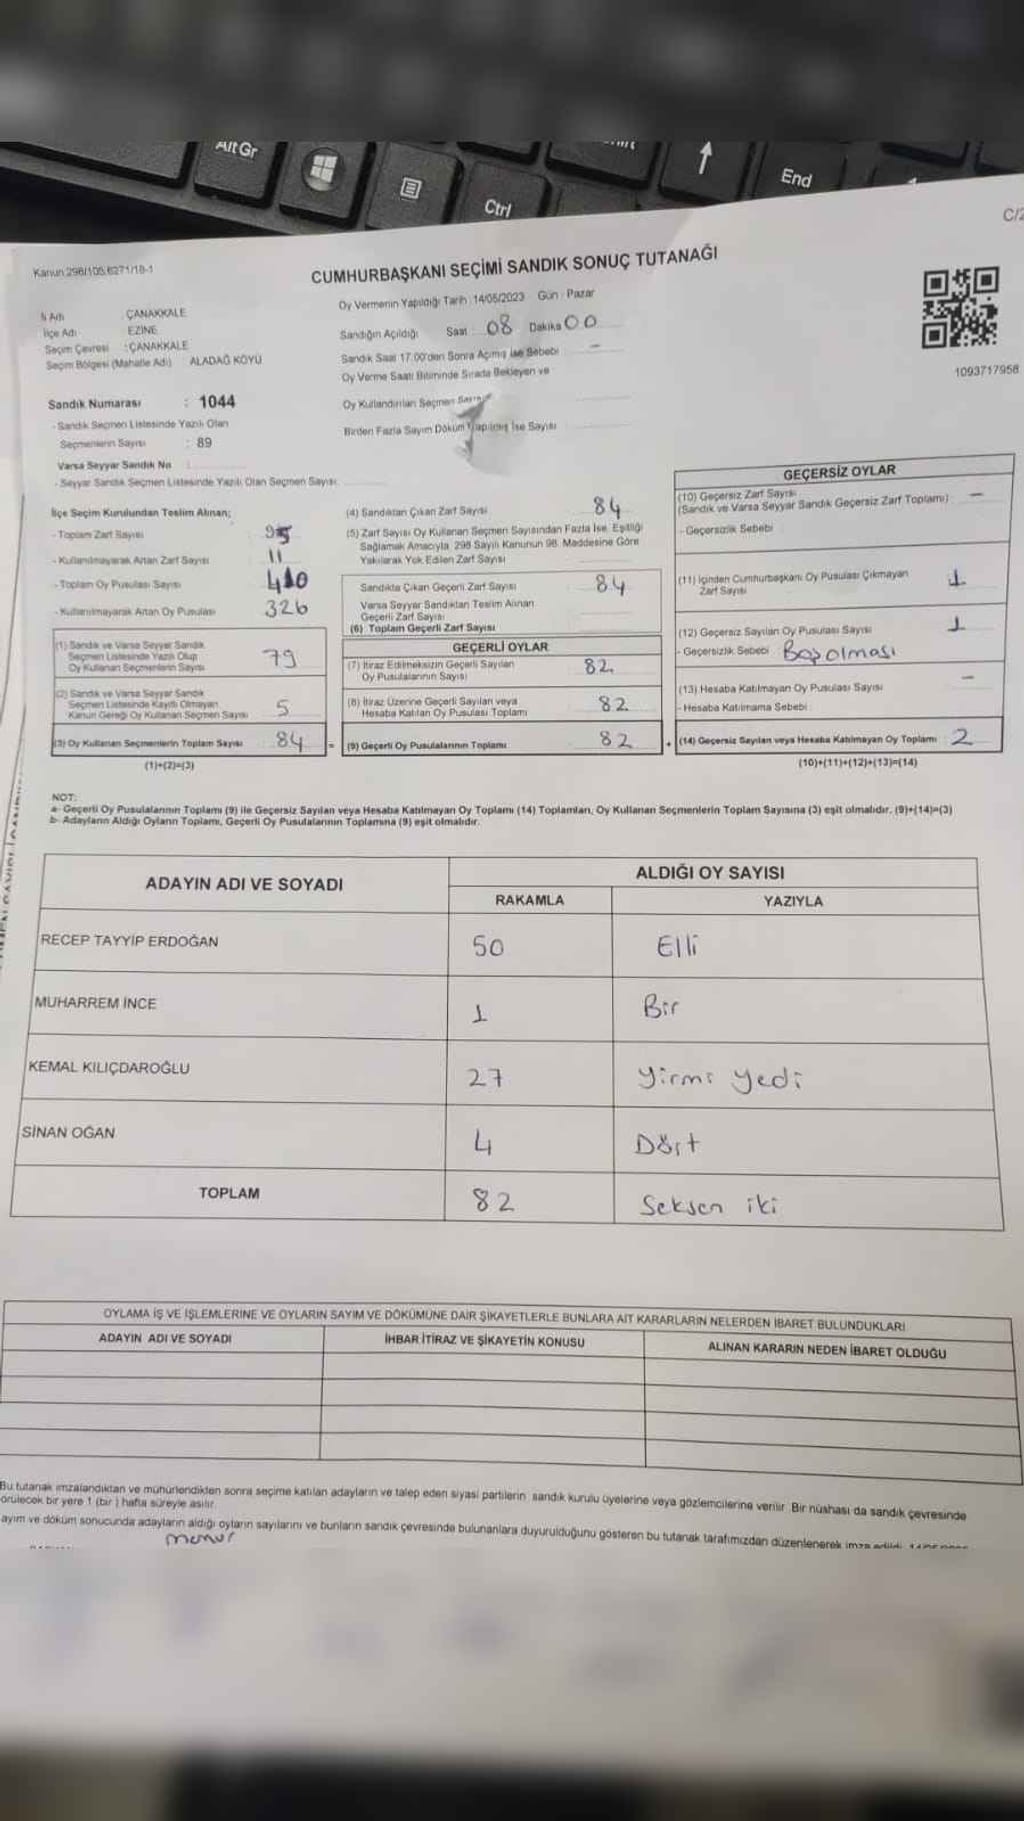 AltGr
Ctrl
End
C/2
Kanun 298/105,6271/18-1
CUMHURBAŞKANI SEÇİMİ SANDIK SONUÇ TUTANAĞI
Oy Vermenin Yapıldığı Tarih 14/05/2023 Gün : Pazar
İl Adı : ÇANAKKALE
İlçe Adı : EZİNE
Seçim Çevresi : ÇANAKKALE
Seçim Bölgesi (Mahalle Adı) ALADAĞ KÖYÜ
Sandığın Açıldığı Saat 08 Dakika 00
Sandık Saat 17.00'den Sonra Açmış İse Sebebi –
Oy Verme Saati Bitiminde Sırada Bekleyen ve
Oy Kullandırılan Seçmen Sayısı
Birden Fazla Sayım Döküm Yapılmış İse Sayısı
1093717958
Sandık Numarası : 1044
- Sandık Seçmen Listesinde Yazılı Olan
Seçmenlerin Sayısı : 89
Varsa Seyyar Sandık No :
- Seyyar Sandık Seçmen Listesinde Yazılı Olan Seçmen Sayısı
İlçe Seçim Kurulundan Teslim Alınan;
- Toplam Zarf Sayısı 95
- Kullanılmayarak Artan Zarf Sayısı 11
- Toplam Oy Pusulası Sayısı 410
- Kullanılmayarak Artan Oy Pusulası 326
(1) Sandık ve Varsa Seyyar Sandık
Seçmen Listesinde Yazılı Olup
Oy Kullanan Seçmenlerin Sayısı 79
(2) Sandık ve Varsa Seyyar Sandık
Seçmen Listesinde Kayıtlı Olmayan
Kanun Gereği Oy Kullanan Seçmen Sayısı 5
(3) Oy Kullanan Seçmenlerin Toplam Sayısı 84
(1)+(2)=(3)
(4) Sandıktan Çıkan Zarf Sayısı 84
(5) Zarf Sayısı Oy Kullanan Seçmen Sayısından Fazla İse, Eşitliği
Sağlamak Amacıyla, 298 Sayılı Kanunun 98. Maddesine Göre
Yakılarak Yok Edilen Zarf Sayısı
Sandıkta Çıkan Geçerli Zarf Sayısı 84
Varsa Seyyar Sandıktan Teslim Alınan
Geçerli Zarf Sayısı
(6) Toplam Geçerli Zarf Sayısı
GEÇERLİ OYLAR
(7) İtiraz Edilmeksizin Geçerli Sayılan
Oy Pusulalarının Sayısı 82
(8) İtiraz Üzerine Geçerli Sayılan veya
Hesaba Katılan Oy Pusulası Toplamı 82
= (9) Geçerli Oy Pusulalarının Toplamı 82
GEÇERSİZ OYLAR
(10) Geçersiz Zarf Sayısı
(Sandık ve Varsa Seyyar Sandık Geçersiz Zarf Toplamı) –
- Geçersizlik Sebebi
(11) İçinden Cumhurbaşkanı Oy Pusulası Çıkmayan
Zarf Sayısı 1
(12) Geçersiz Sayılan Oy Pusulası Sayısı 1
- Geçersizlik Sebebi Boş olması
(13) Hesaba Katılmayan Oy Pusulası Sayısı –
- Hesaba Katılmama Sebebi :
+ (14) Geçersiz Sayılan veya Hesaba Katılmayan Oy Toplamı 2
(10)+(11)+(12)+(13)=(14)
NOT:
a- Geçerli Oy Pusulalarının Toplamı (9) ile Geçersiz Sayılan veya Hesaba Katılmayan Oy Toplamı (14) Toplamları, Oy Kullanan Seçmenlerin Toplam Sayısına (3) eşit olmalıdır. (9)+(14)=(3)
b- Adayların Aldığı Oyların Toplamı, Geçerli Oy Pusulalarının Toplamına (9) eşit olmalıdır.
ADAYIN ADI VE SOYADI
ALDIĞI OY SAYISI
RAKAMLA YAZIYLA
RECEP TAYYİP ERDOĞAN 50 Elli
MUHARREM İNCE 1 Bir
KEMAL KILIÇDAROĞLU 27 Yirmi yedi
SİNAN OĞAN 4 Dört
TOPLAM 82 Seksen iki
OYLAMA İŞ VE İŞLEMLERİNE VE OYLARIN SAYIM VE DÖKÜMÜNE DAİR ŞİKAYETLERLE BUNLARA AİT KARARLARIN NELERDEN İBARET BULUNDUKLARI
ADAYIN ADI VE SOYADI İHBAR İTİRAZ VE ŞİKAYETİN KONUSU ALINAN KARARIN NEDEN İBARET OLDUĞU
Bu tutanak imzalandıktan ve mühürlendikten sonra seçime katılan adayların ve talep eden siyasi partilerin sandık kurulu üyelerine veya gözlemcilerine verilir. Bir nüshası da sandık çevresinde
örülecek bir yere 1 (bir ) hafta süreyle asılır.
ayım ve döküm sonucunda adayların aldığı oyların sayılarını ve bunların sandık çevresinde bulunanlara duyurulduğunu gösteren bu tutanak tarafımızdan düzenlenerek imza edildi.
memur